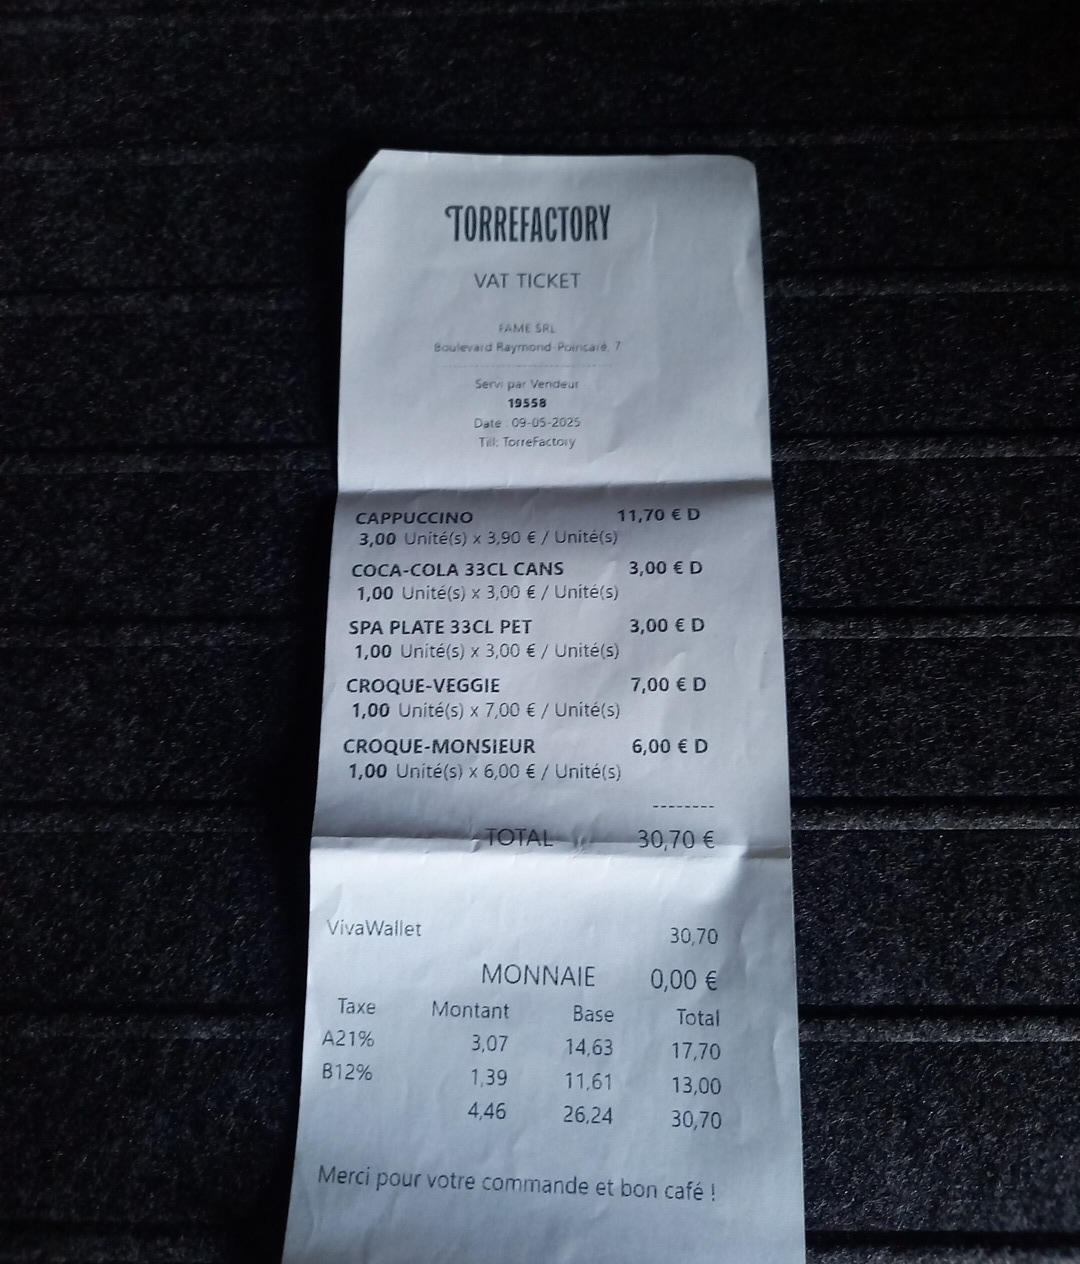 TORREFACTORY
VAT TICKET
FAME SRL
Boulevard Raymond-Poincaré, 7
Servi par Vendeur
19558
Date : 09-05-2025
Till: TorreFactory
CAPPUCCINO 11,70 € D
3,00 Unité(s) x 3,90 € / Unité(s)
COCA-COLA 33CL CANS 3,00 € D
1,00 Unité(s) x 3,00 € / Unité(s)
SPA PLATE 33CL PET 3,00 € D
1,00 Unité(s) x 3,00 € / Unité(s)
CROQUE-VEGGIE 7,00 € D
1,00 Unité(s) x 7,00 € / Unité(s)
CROQUE-MONSIEUR 6,00 € D
1,00 Unité(s) x 6,00 € / Unité(s)
--------
TOTAL 30,70 €
VivaWallet 30,70
MONNAIE 0,00 €
Taxe Montant Base Total
A21% 3,07 14,63 17,70
B12% 1,39 11,61 13,00
4,46 26,24 30,70
Merci pour votre commande et bon café !